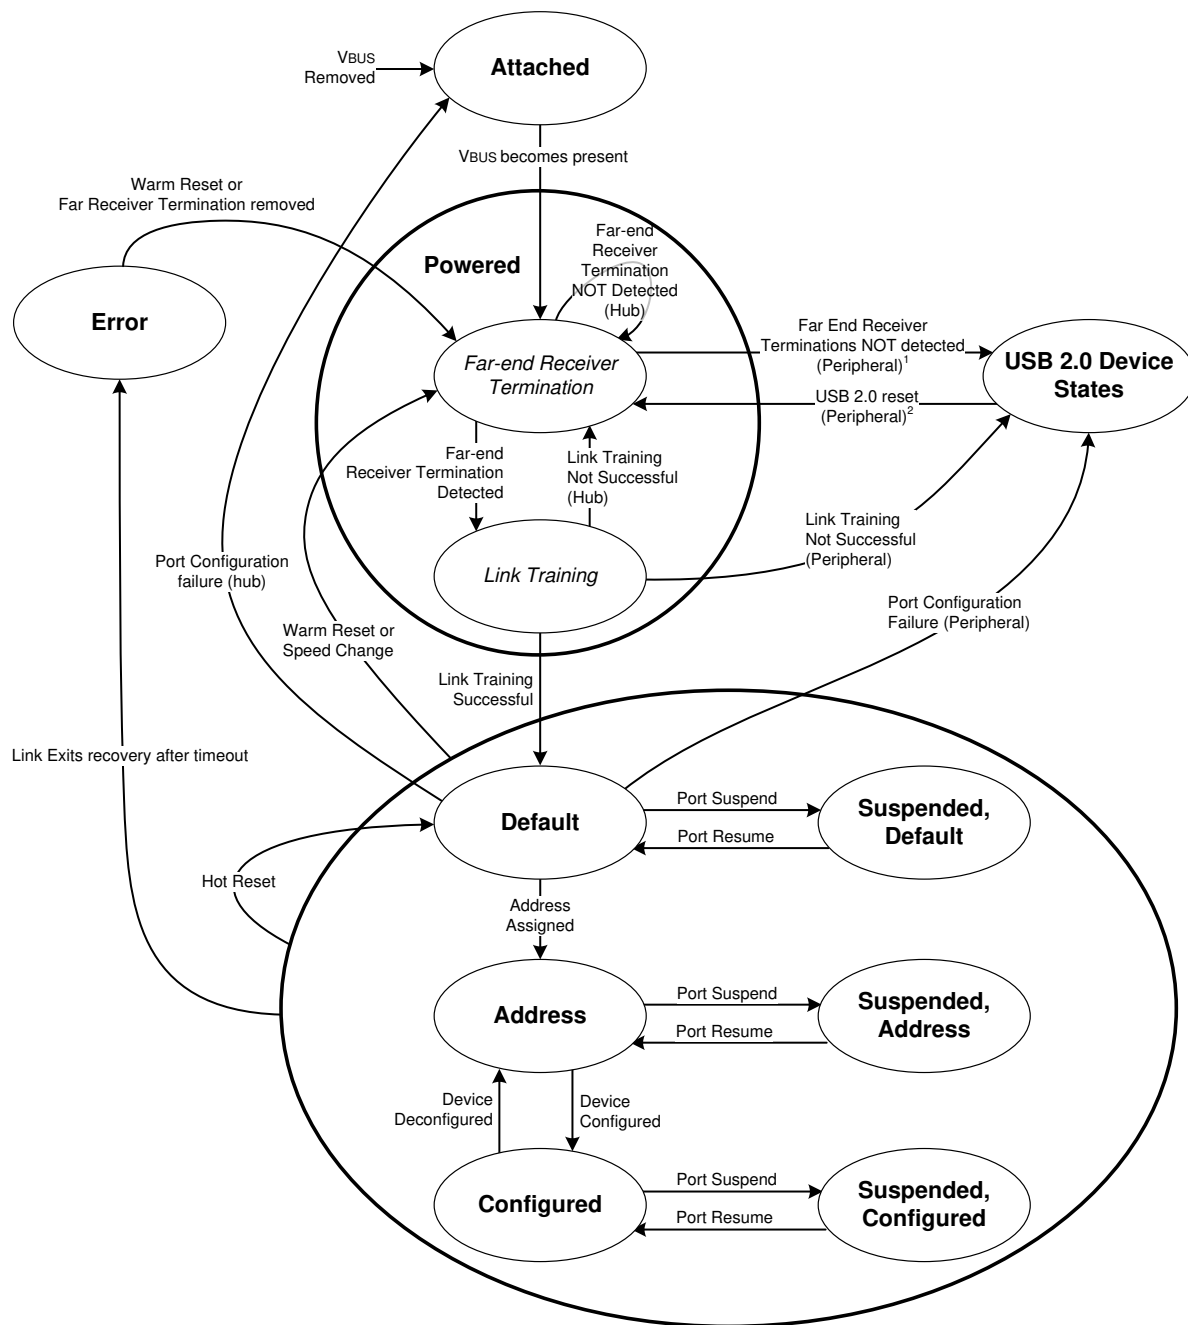 VBUS
Removed
Attached
VBUS becomes present
Warm Reset or
Far Receiver Termination removed
Powered
Far-end
Receiver
Termination
NOT Detected
(Hub)
Error
Far-end Receiver
Termination
Far End Receiver
Terminations NOT detected
(Peripheral)1
USB 2.0 reset
(Peripheral)2
USB 2.0 Device
States
Far-end
Receiver Termination
Detected
Link Training
Not Successful
(Hub)
Link Training
Link Training
Not Successful
(Peripheral)
Port Configuration
failure (hub)
Port Configuration
Failure (Peripheral)
Warm Reset or
Speed Change
Link Training
Successful
Link Exits recovery after timeout
Default
Port Suspend
Port Resume
Suspended,
Default
Hot Reset
Address
Assigned
Address
Port Suspend
Port Resume
Suspended,
Address
Device
Deconfigured
Device
Configured
Configured
Port Suspend
Port Resume
Suspended,
Configured